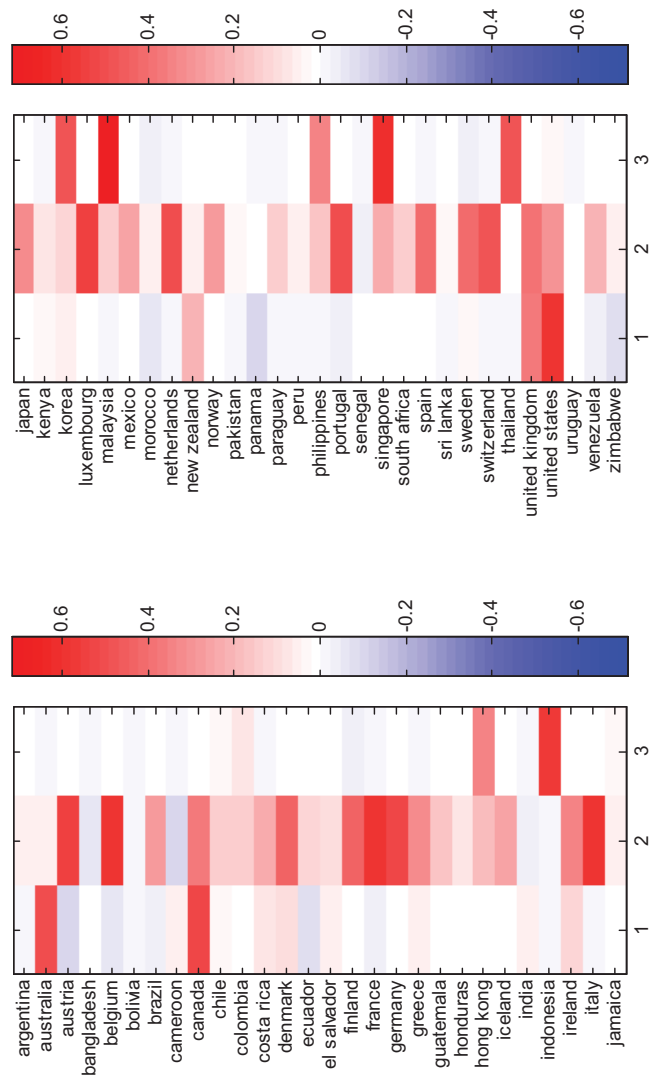 0.6
0.4
0.2
0
-0.2
-0.4
-0.6
japan
kenya
korea
luxembourg
malaysia
mexico
morocco
netherlands
new zealand
norway
pakistan
panama
paraguay
peru
philippines
portugal
senegal
singapore
south africa
spain
sri lanka
sweden
switzerland
thailand
united kingdom
united states
uruguay
venezuela
zimbabwe
1
2
3
0.6
0.4
0.2
0
-0.2
-0.4
-0.6
argentina
australia
austria
bangladesh
belgium
bolivia
brazil
cameroon
canada
chile
colombia
costa rica
denmark
ecuador
el salvador
finland
france
germany
greece
guatemala
honduras
hong kong
iceland
india
indonesia
ireland
italy
jamaica
1
2
3